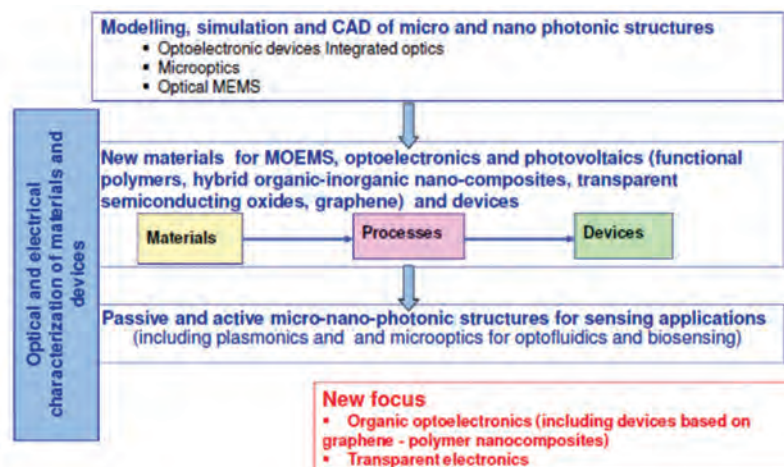 Modelling, simulation and CAD of micro and nano photonic structures
▪ Optoelectronic devices Integrated optics
▪ Microoptics
▪ Optical MEMS
Optical and electrical
characterization of materials and
devices
New materials for MOEMS, optoelectronics and photovoltaics (functional
polymers, hybrid organic-inorganic nano-composites, transparent
semiconducting oxides, graphene) and devices
Materials
Processes
Devices
Passive and active micro-nano-photonic structures for sensing applications
(including plasmonics and and microoptics for optofluidics and biosensing)
New focus
▪ Organic optoelectronics (including devices based on
graphene - polymer nanocomposites)
▪ Transparent electronics